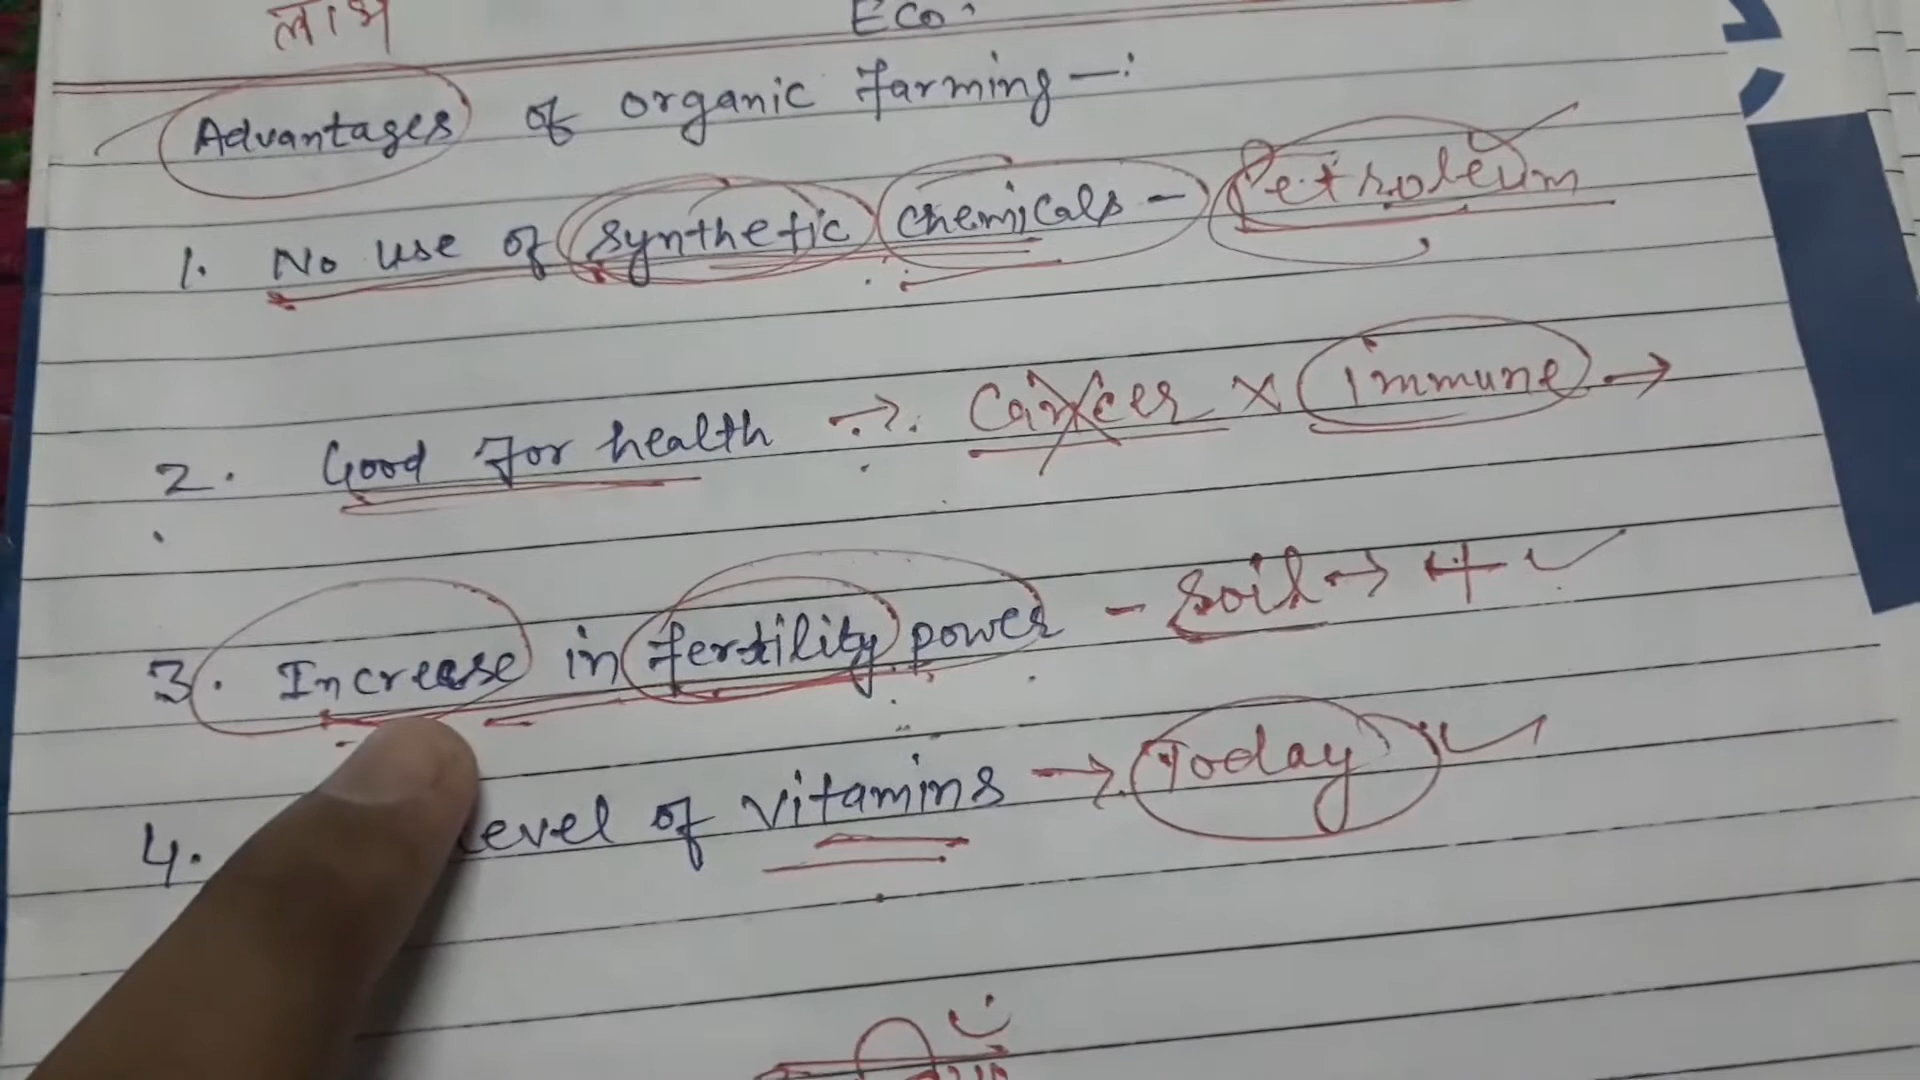 लाभ
Eco.
Advantages of organic farming —:
1. No use of synthetic chemicals - Petroleum
2. Good for health → Cancer × immune →
3. Increase in fertility power - Soil → + ✓
4. level of vitamins → Today ✓